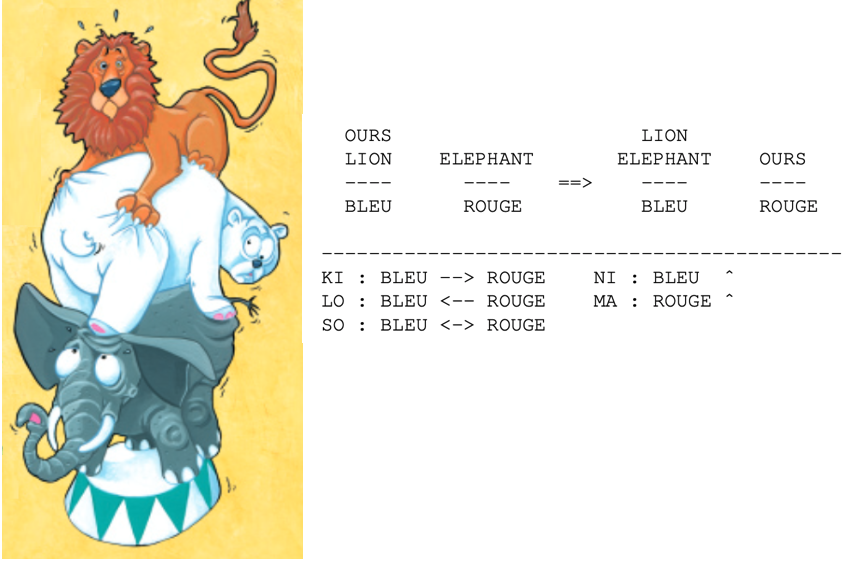 OURS                     LION
LION    ELEPHANT       ELEPHANT    OURS
----      ----    ==>    ----      ----
BLEU      ROUGE          BLEU      ROUGE
--------------------------------------------
KI : BLEU --> ROUGE    NI : BLEU  ^
LO : BLEU <-- ROUGE    MA : ROUGE ^
SO : BLEU <-> ROUGE